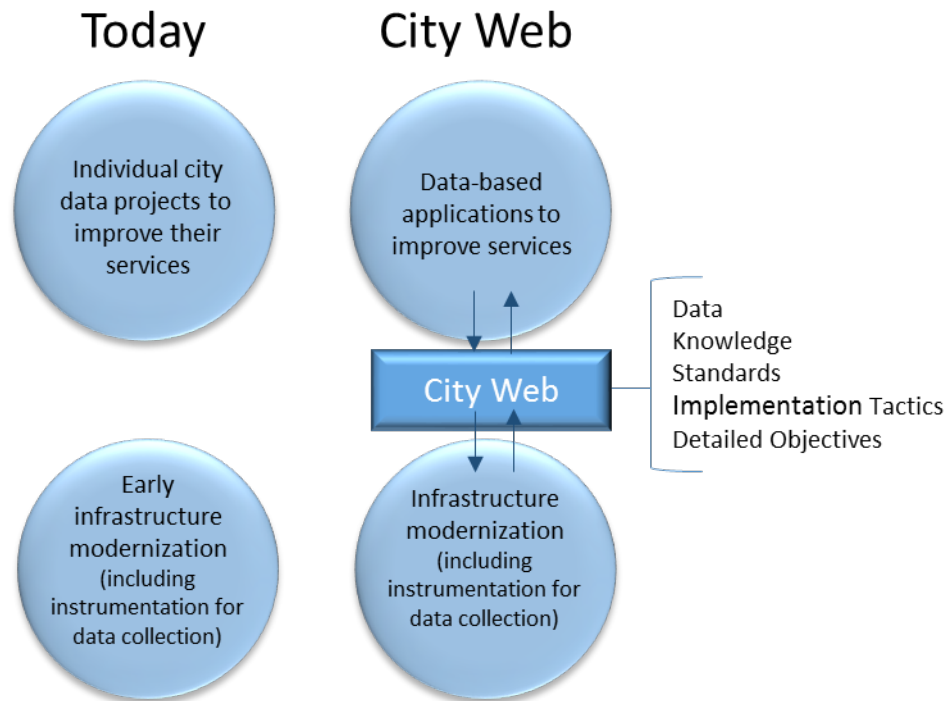 Today
City Web
Individual city
data projects to
improve their
services
Data-based
applications to
improve services
City Web
Data
Knowledge
Standards
Implementation Tactics
Detailed Objectives
Early
infrastructure
modernization
(including
instrumentation for
data collection)
Infrastructure
modernization
(including
instrumentation for
data collection)